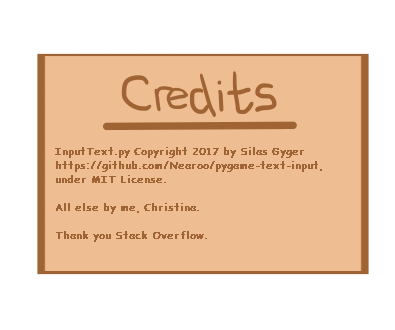 Credits
InputText.py Copyright 2017 by Silas Gyger
https://github.com/Nearoo/pygame-text-input,
under MIT License.
All else by me, Christina.
Thank you Stack Overflow.